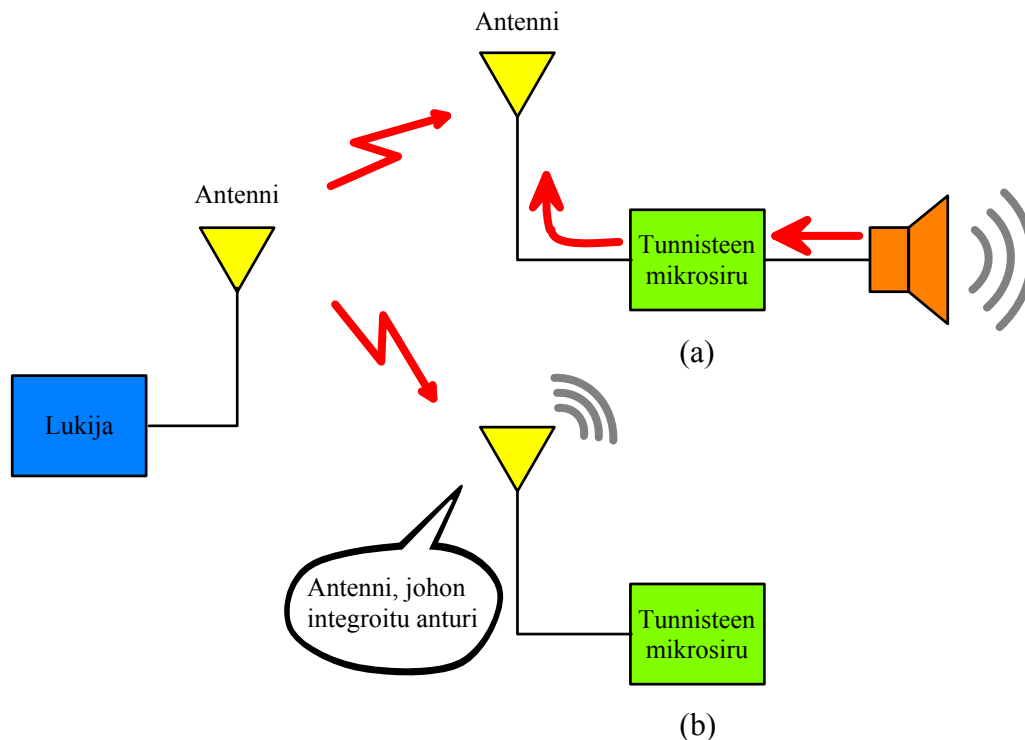 Antenni
Antenni
Tunnisteen
mikrosiru
(a)
Lukija
Antenni, johon
integroitu anturi
Tunnisteen
mikrosiru
(b)